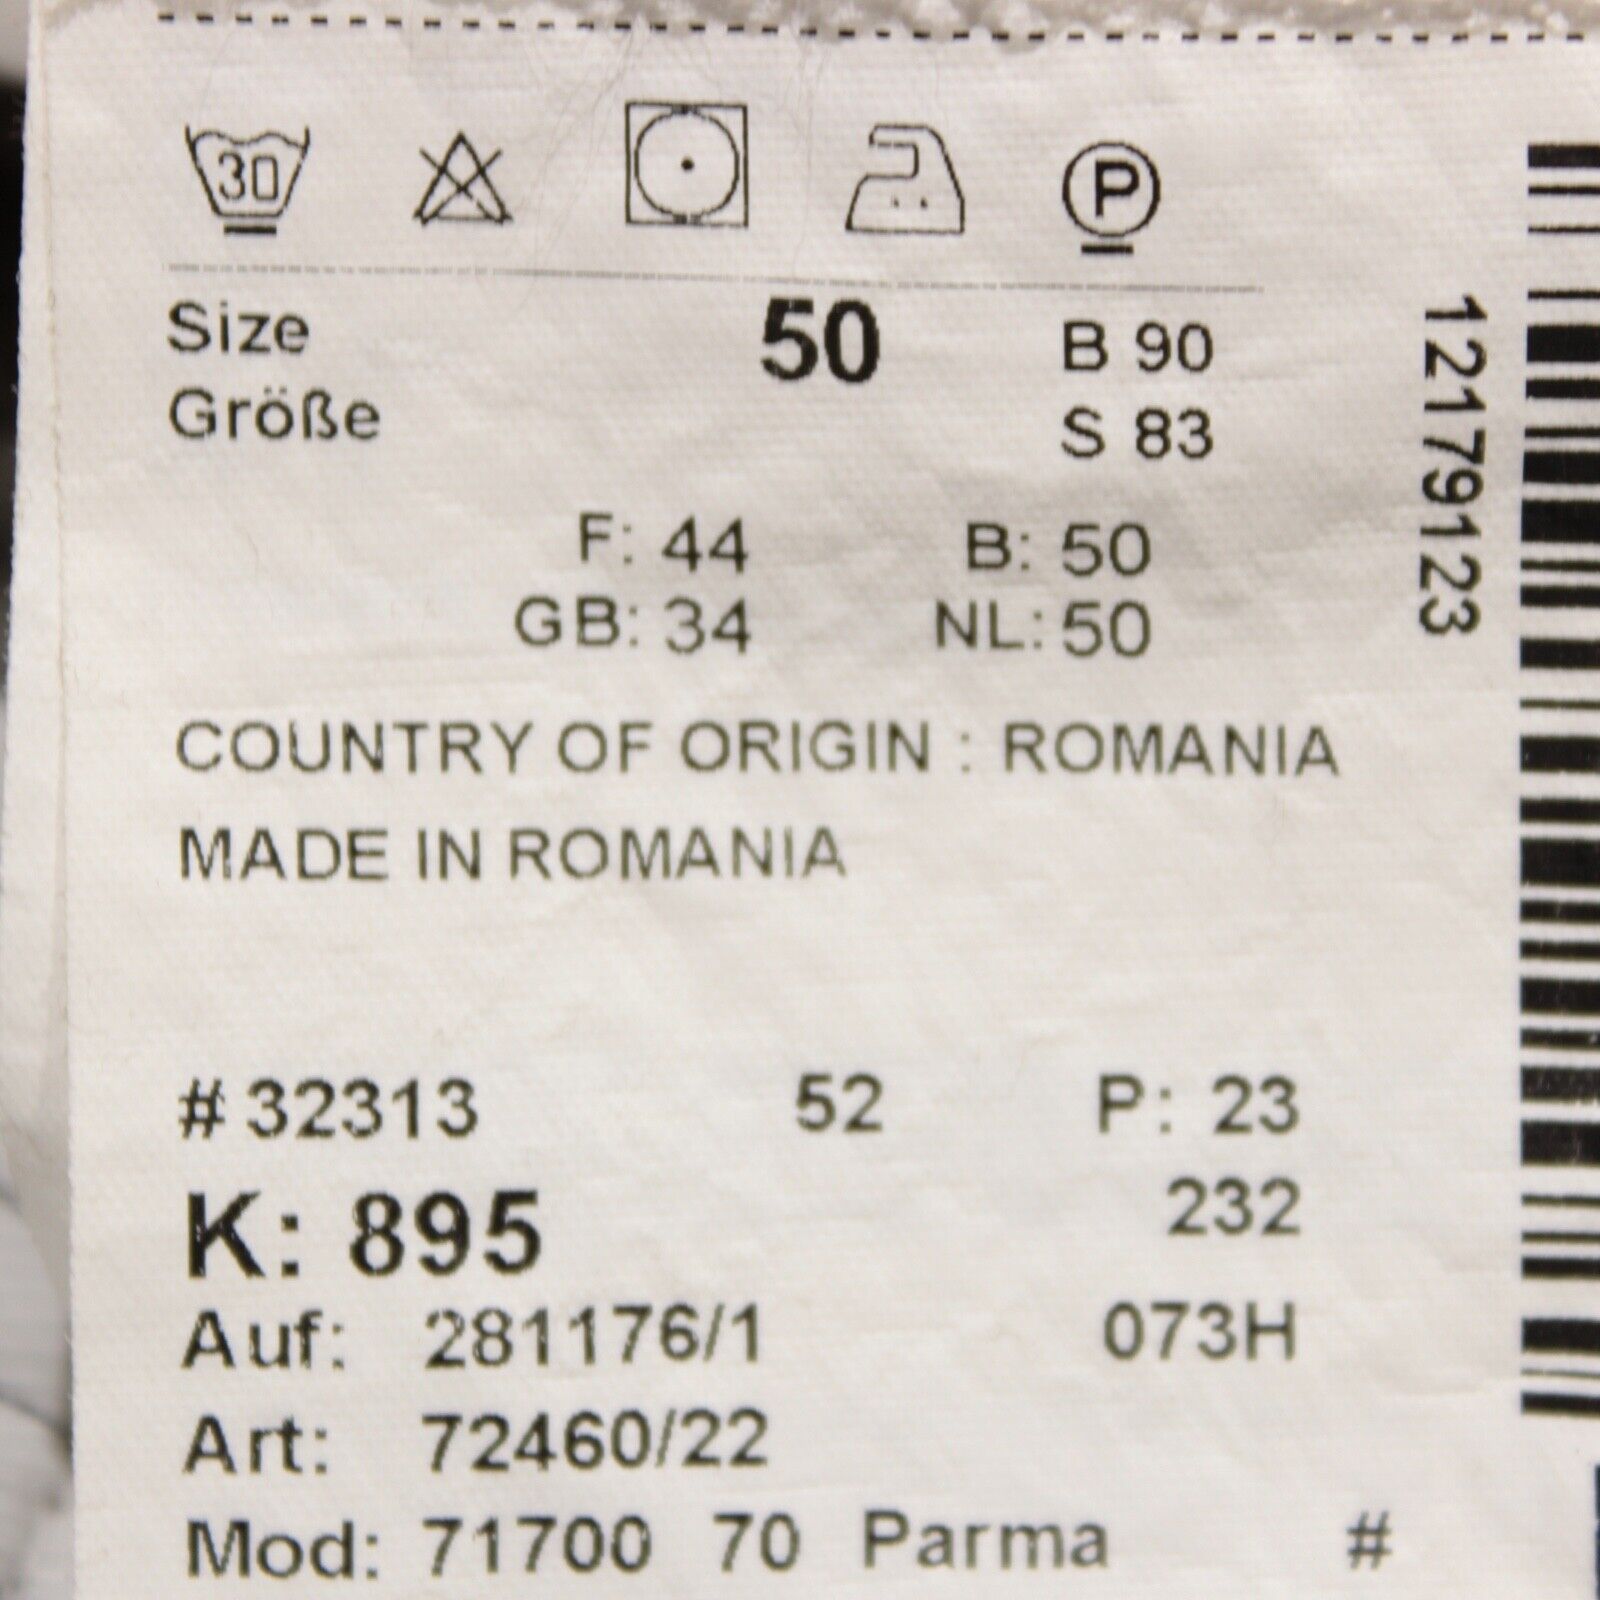 30 P
Size 50 B 90
Größe S 83
F: 44 B: 50
GB: 34 NL: 50
COUNTRY OF ORIGIN : ROMANIA
MADE IN ROMANIA
# 32313 52 P: 23
K: 895 232
Auf: 281176/1 073H
Art: 72460/22
Mod: 71700 70 Parma #
12179123